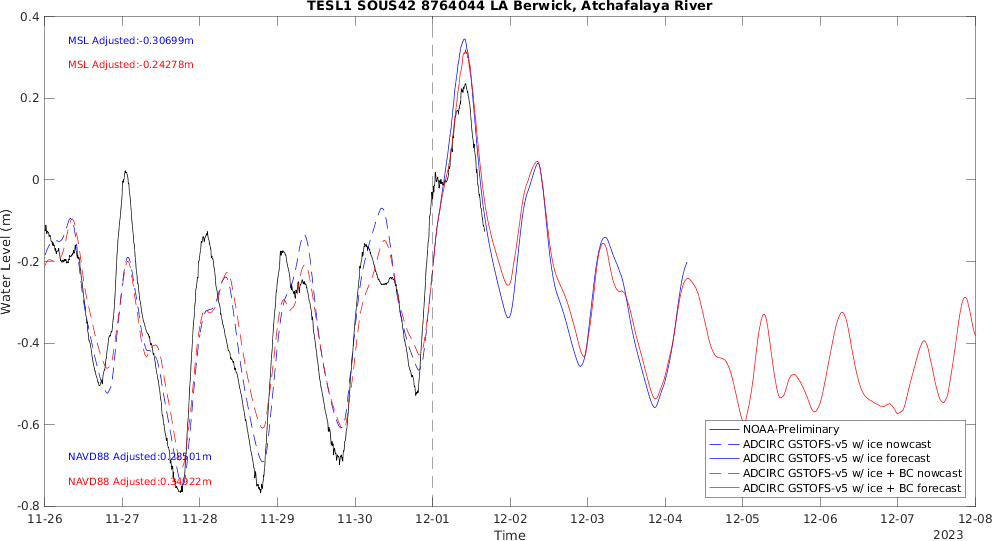 TESL1 SOUS42 8764044 LA Berwick, Atchafalaya River
0.4
0.2
0
-0.2
-0.4
-0.6
-0.8
Water Level (m)
MSL Adjusted:-0.30699m
MSL Adjusted:-0.24278m
NAVD88 Adjusted:0.28501m
NAVD88 Adjusted:0.34922m
NOAA-Preliminary
ADCIRC GSTOFS-v5 w/ ice nowcast
ADCIRC GSTOFS-v5 w/ ice forecast
ADCIRC GSTOFS-v5 w/ ice + BC nowcast
ADCIRC GSTOFS-v5 w/ ice + BC forecast
11-26 11-27 11-28 11-29 11-30 12-01 12-02 12-03 12-04 12-05 12-06 12-07 12-08
Time
2023